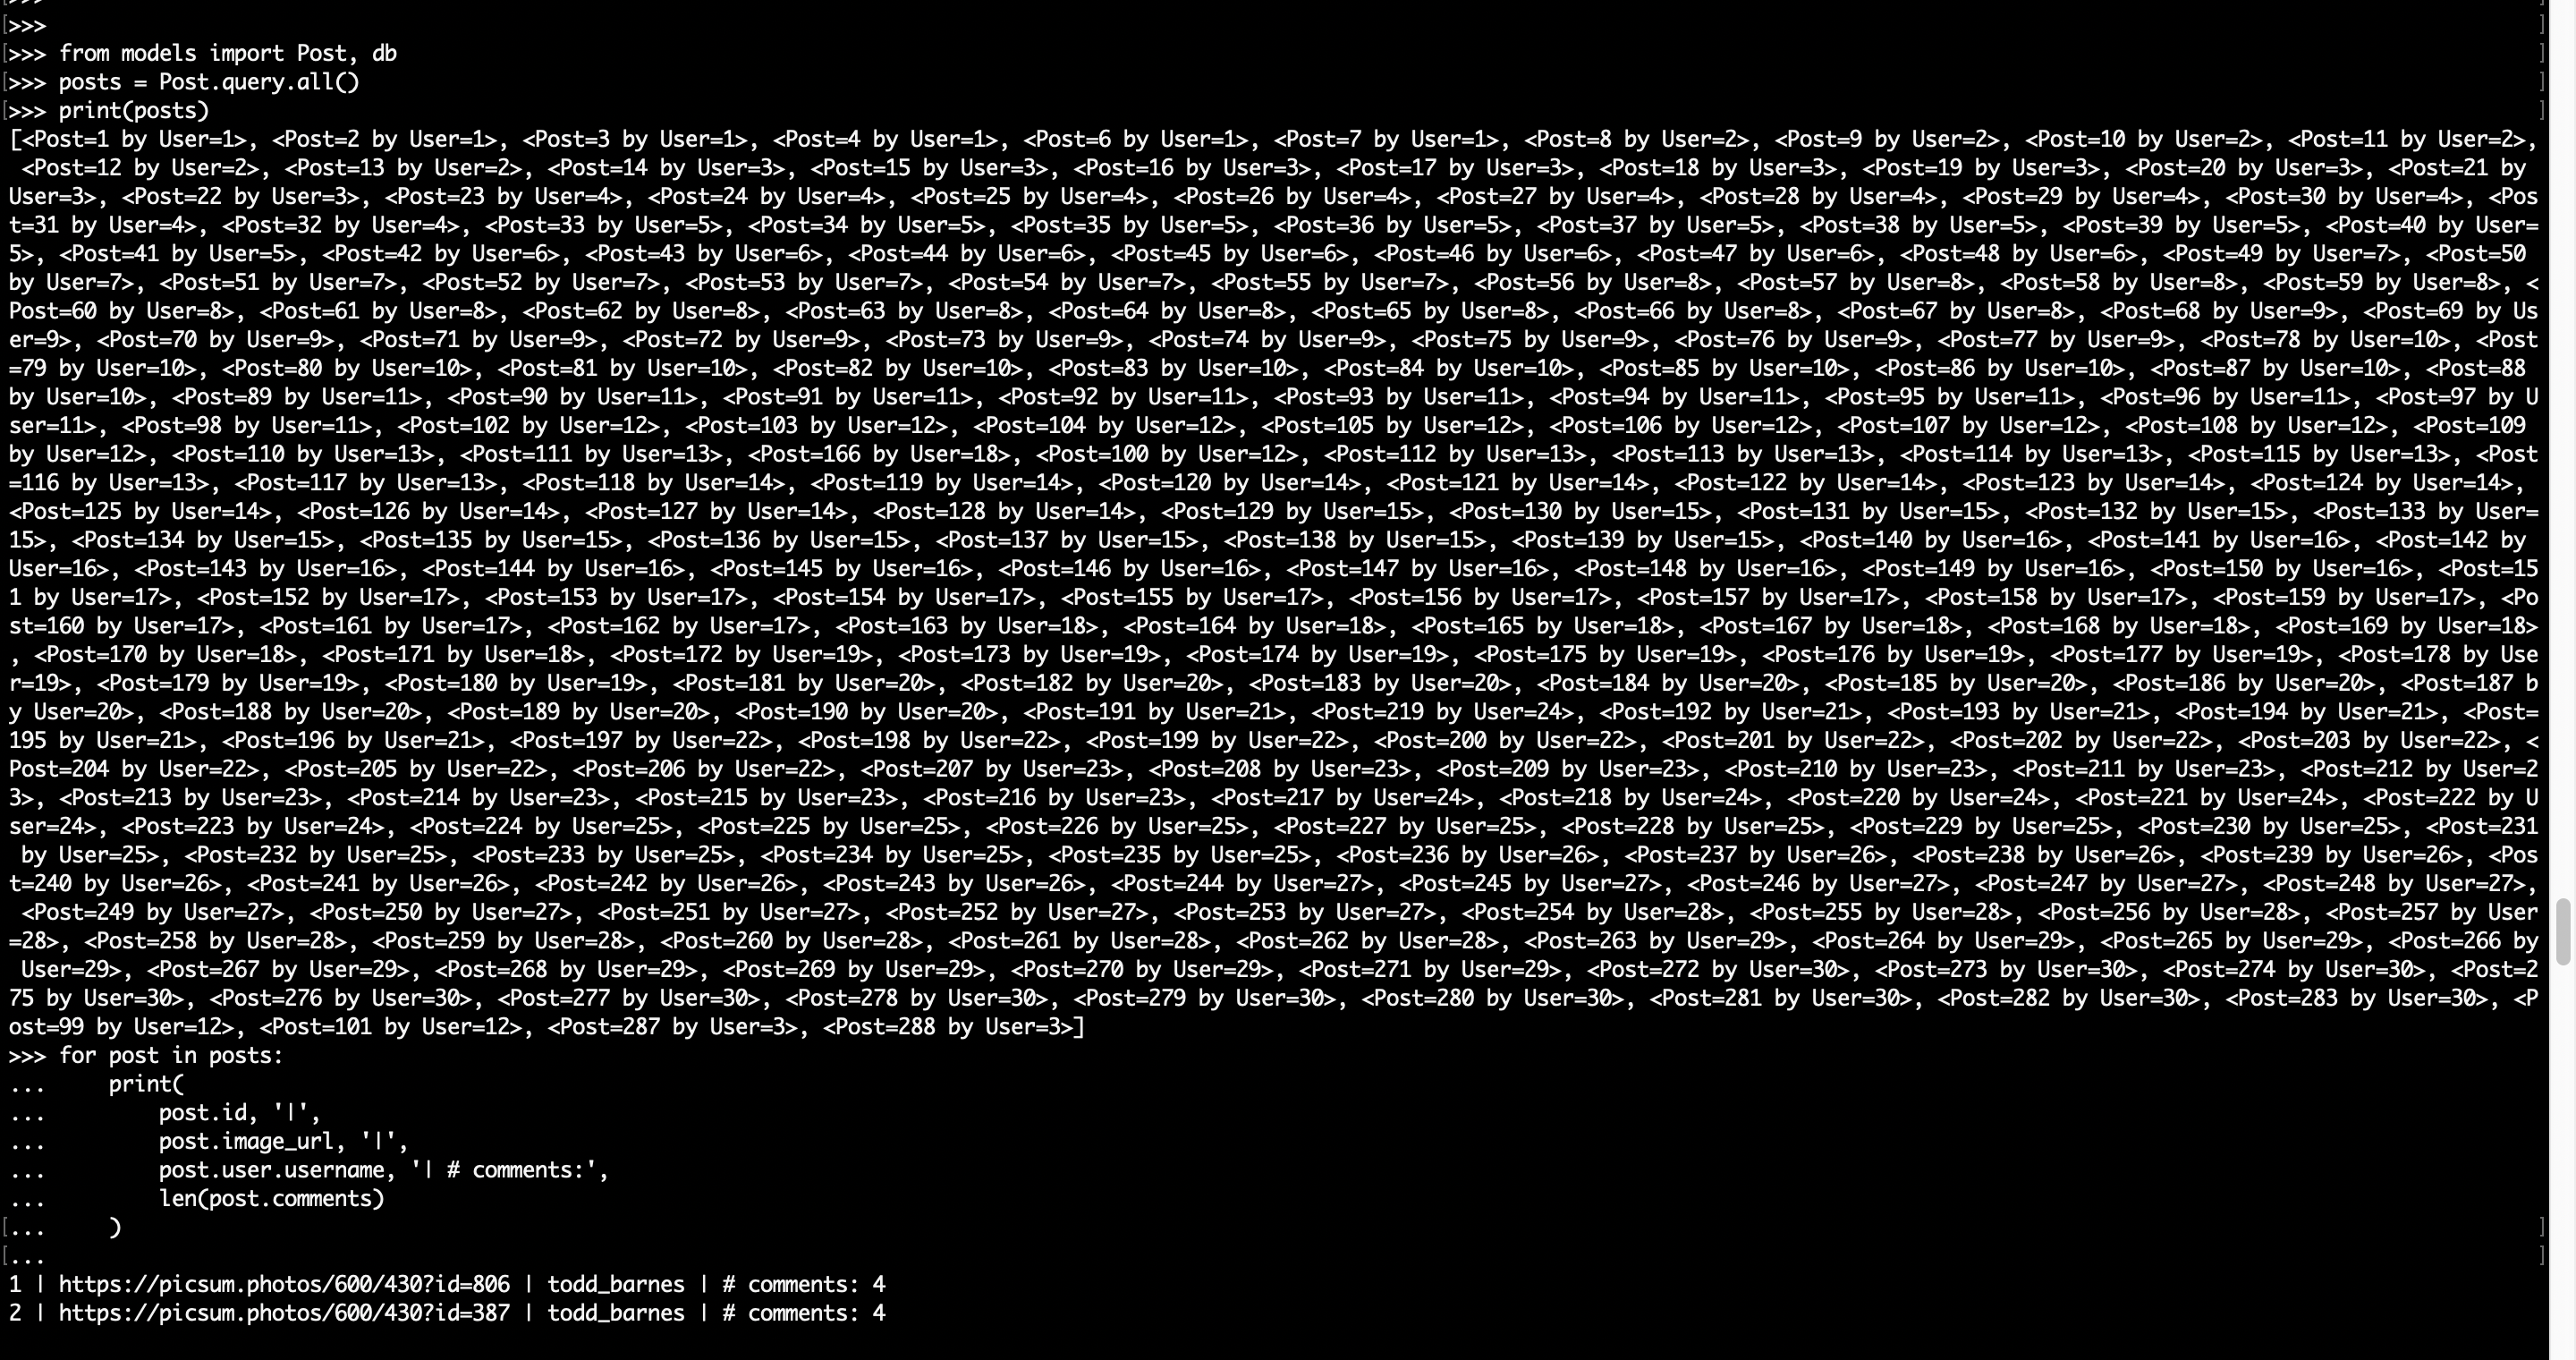 >>>
>>>
>>> from models import Post, db
>>> posts = Post.query.all()
>>> print(posts)
[<Post=1 by User=1>, <Post=2 by User=1>, <Post=3 by User=1>, <Post=4 by User=1>, <Post=6 by User=1>, <Post=7 by User=1>, <Post=8 by User=2>, <Post=9 by User=2>, <Post=10 by User=2>, <Post=11 by User=2>,
 <Post=12 by User=2>, <Post=13 by User=2>, <Post=14 by User=3>, <Post=15 by User=3>, <Post=16 by User=3>, <Post=17 by User=3>, <Post=18 by User=3>, <Post=19 by User=3>, <Post=20 by User=3>, <Post=21 by
User=3>, <Post=22 by User=3>, <Post=23 by User=4>, <Post=24 by User=4>, <Post=25 by User=4>, <Post=26 by User=4>, <Post=27 by User=4>, <Post=28 by User=4>, <Post=29 by User=4>, <Post=30 by User=4>, <Pos
t=31 by User=4>, <Post=32 by User=4>, <Post=33 by User=5>, <Post=34 by User=5>, <Post=35 by User=5>, <Post=36 by User=5>, <Post=37 by User=5>, <Post=38 by User=5>, <Post=39 by User=5>, <Post=40 by User=
5>, <Post=41 by User=5>, <Post=42 by User=6>, <Post=43 by User=6>, <Post=44 by User=6>, <Post=45 by User=6>, <Post=46 by User=6>, <Post=47 by User=6>, <Post=48 by User=6>, <Post=49 by User=7>, <Post=50
by User=7>, <Post=51 by User=7>, <Post=52 by User=7>, <Post=53 by User=7>, <Post=54 by User=7>, <Post=55 by User=7>, <Post=56 by User=8>, <Post=57 by User=8>, <Post=58 by User=8>, <Post=59 by User=8>, <
Post=60 by User=8>, <Post=61 by User=8>, <Post=62 by User=8>, <Post=63 by User=8>, <Post=64 by User=8>, <Post=65 by User=8>, <Post=66 by User=8>, <Post=67 by User=8>, <Post=68 by User=9>, <Post=69 by Us
er=9>, <Post=70 by User=9>, <Post=71 by User=9>, <Post=72 by User=9>, <Post=73 by User=9>, <Post=74 by User=9>, <Post=75 by User=9>, <Post=76 by User=9>, <Post=77 by User=9>, <Post=78 by User=10>, <Post
=79 by User=10>, <Post=80 by User=10>, <Post=81 by User=10>, <Post=82 by User=10>, <Post=83 by User=10>, <Post=84 by User=10>, <Post=85 by User=10>, <Post=86 by User=10>, <Post=87 by User=10>, <Post=88
by User=10>, <Post=89 by User=11>, <Post=90 by User=11>, <Post=91 by User=11>, <Post=92 by User=11>, <Post=93 by User=11>, <Post=94 by User=11>, <Post=95 by User=11>, <Post=96 by User=11>, <Post=97 by U
ser=11>, <Post=98 by User=11>, <Post=102 by User=12>, <Post=103 by User=12>, <Post=104 by User=12>, <Post=105 by User=12>, <Post=106 by User=12>, <Post=107 by User=12>, <Post=108 by User=12>, <Post=109
by User=12>, <Post=110 by User=13>, <Post=111 by User=13>, <Post=166 by User=18>, <Post=100 by User=12>, <Post=112 by User=13>, <Post=113 by User=13>, <Post=114 by User=13>, <Post=115 by User=13>, <Post
=116 by User=13>, <Post=117 by User=13>, <Post=118 by User=14>, <Post=119 by User=14>, <Post=120 by User=14>, <Post=121 by User=14>, <Post=122 by User=14>, <Post=123 by User=14>, <Post=124 by User=14>,
<Post=125 by User=14>, <Post=126 by User=14>, <Post=127 by User=14>, <Post=128 by User=14>, <Post=129 by User=15>, <Post=130 by User=15>, <Post=131 by User=15>, <Post=132 by User=15>, <Post=133 by User=
15>, <Post=134 by User=15>, <Post=135 by User=15>, <Post=136 by User=15>, <Post=137 by User=15>, <Post=138 by User=15>, <Post=139 by User=15>, <Post=140 by User=16>, <Post=141 by User=16>, <Post=142 by
User=16>, <Post=143 by User=16>, <Post=144 by User=16>, <Post=145 by User=16>, <Post=146 by User=16>, <Post=147 by User=16>, <Post=148 by User=16>, <Post=149 by User=16>, <Post=150 by User=16>, <Post=15
1 by User=17>, <Post=152 by User=17>, <Post=153 by User=17>, <Post=154 by User=17>, <Post=155 by User=17>, <Post=156 by User=17>, <Post=157 by User=17>, <Post=158 by User=17>, <Post=159 by User=17>, <Po
st=160 by User=17>, <Post=161 by User=17>, <Post=162 by User=17>, <Post=163 by User=18>, <Post=164 by User=18>, <Post=165 by User=18>, <Post=167 by User=18>, <Post=168 by User=18>, <Post=169 by User=18>
, <Post=170 by User=18>, <Post=171 by User=18>, <Post=172 by User=19>, <Post=173 by User=19>, <Post=174 by User=19>, <Post=175 by User=19>, <Post=176 by User=19>, <Post=177 by User=19>, <Post=178 by Use
r=19>, <Post=179 by User=19>, <Post=180 by User=19>, <Post=181 by User=20>, <Post=182 by User=20>, <Post=183 by User=20>, <Post=184 by User=20>, <Post=185 by User=20>, <Post=186 by User=20>, <Post=187 b
y User=20>, <Post=188 by User=20>, <Post=189 by User=20>, <Post=190 by User=20>, <Post=191 by User=21>, <Post=219 by User=24>, <Post=192 by User=21>, <Post=193 by User=21>, <Post=194 by User=21>, <Post=
195 by User=21>, <Post=196 by User=21>, <Post=197 by User=22>, <Post=198 by User=22>, <Post=199 by User=22>, <Post=200 by User=22>, <Post=201 by User=22>, <Post=202 by User=22>, <Post=203 by User=22>, <
Post=204 by User=22>, <Post=205 by User=22>, <Post=206 by User=22>, <Post=207 by User=23>, <Post=208 by User=23>, <Post=209 by User=23>, <Post=210 by User=23>, <Post=211 by User=23>, <Post=212 by User=2
3>, <Post=213 by User=23>, <Post=214 by User=23>, <Post=215 by User=23>, <Post=216 by User=23>, <Post=217 by User=24>, <Post=218 by User=24>, <Post=220 by User=24>, <Post=221 by User=24>, <Post=222 by U
ser=24>, <Post=223 by User=24>, <Post=224 by User=25>, <Post=225 by User=25>, <Post=226 by User=25>, <Post=227 by User=25>, <Post=228 by User=25>, <Post=229 by User=25>, <Post=230 by User=25>, <Post=231
 by User=25>, <Post=232 by User=25>, <Post=233 by User=25>, <Post=234 by User=25>, <Post=235 by User=25>, <Post=236 by User=26>, <Post=237 by User=26>, <Post=238 by User=26>, <Post=239 by User=26>, <Pos
t=240 by User=26>, <Post=241 by User=26>, <Post=242 by User=26>, <Post=243 by User=26>, <Post=244 by User=27>, <Post=245 by User=27>, <Post=246 by User=27>, <Post=247 by User=27>, <Post=248 by User=27>,
 <Post=249 by User=27>, <Post=250 by User=27>, <Post=251 by User=27>, <Post=252 by User=27>, <Post=253 by User=27>, <Post=254 by User=28>, <Post=255 by User=28>, <Post=256 by User=28>, <Post=257 by User
=28>, <Post=258 by User=28>, <Post=259 by User=28>, <Post=260 by User=28>, <Post=261 by User=28>, <Post=262 by User=28>, <Post=263 by User=29>, <Post=264 by User=29>, <Post=265 by User=29>, <Post=266 by
 User=29>, <Post=267 by User=29>, <Post=268 by User=29>, <Post=269 by User=29>, <Post=270 by User=29>, <Post=271 by User=29>, <Post=272 by User=30>, <Post=273 by User=30>, <Post=274 by User=30>, <Post=2
75 by User=30>, <Post=276 by User=30>, <Post=277 by User=30>, <Post=278 by User=30>, <Post=279 by User=30>, <Post=280 by User=30>, <Post=281 by User=30>, <Post=282 by User=30>, <Post=283 by User=30>, <P
ost=99 by User=12>, <Post=101 by User=12>, <Post=287 by User=3>, <Post=288 by User=3>]
>>> for post in posts:
...     print(
...         post.id, '|',
...         post.image_url, '|',
...         post.user.username, '| # comments:',
...         len(post.comments)
...     )
...
1 | https://picsum.photos/600/430?id=806 | todd_barnes | # comments: 4
2 | https://picsum.photos/600/430?id=387 | todd_barnes | # comments: 4